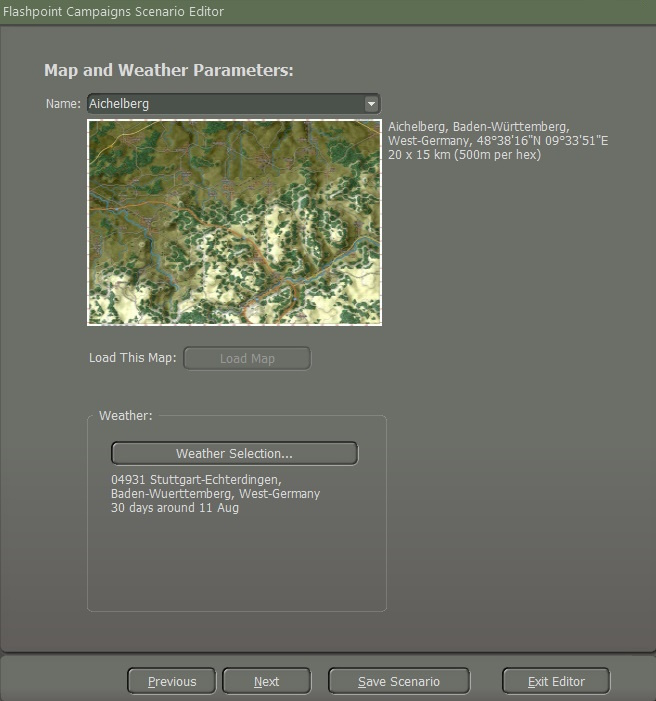 Flashpoint Campaigns Scenario Editor
Map and Weather Parameters:
Name: Aichelberg
Aichelberg, Baden-Württemberg,
West-Germany, 48°38'16"N 09°33'51"E
20 x 15 km (500m per hex)
Load This Map: Load Map
Weather:
Weather Selection...
04931 Stuttgart-Echterdingen,
Baden-Wuerttemberg, West-Germany
30 days around 11 Aug
Previous Next Save Scenario Exit Editor